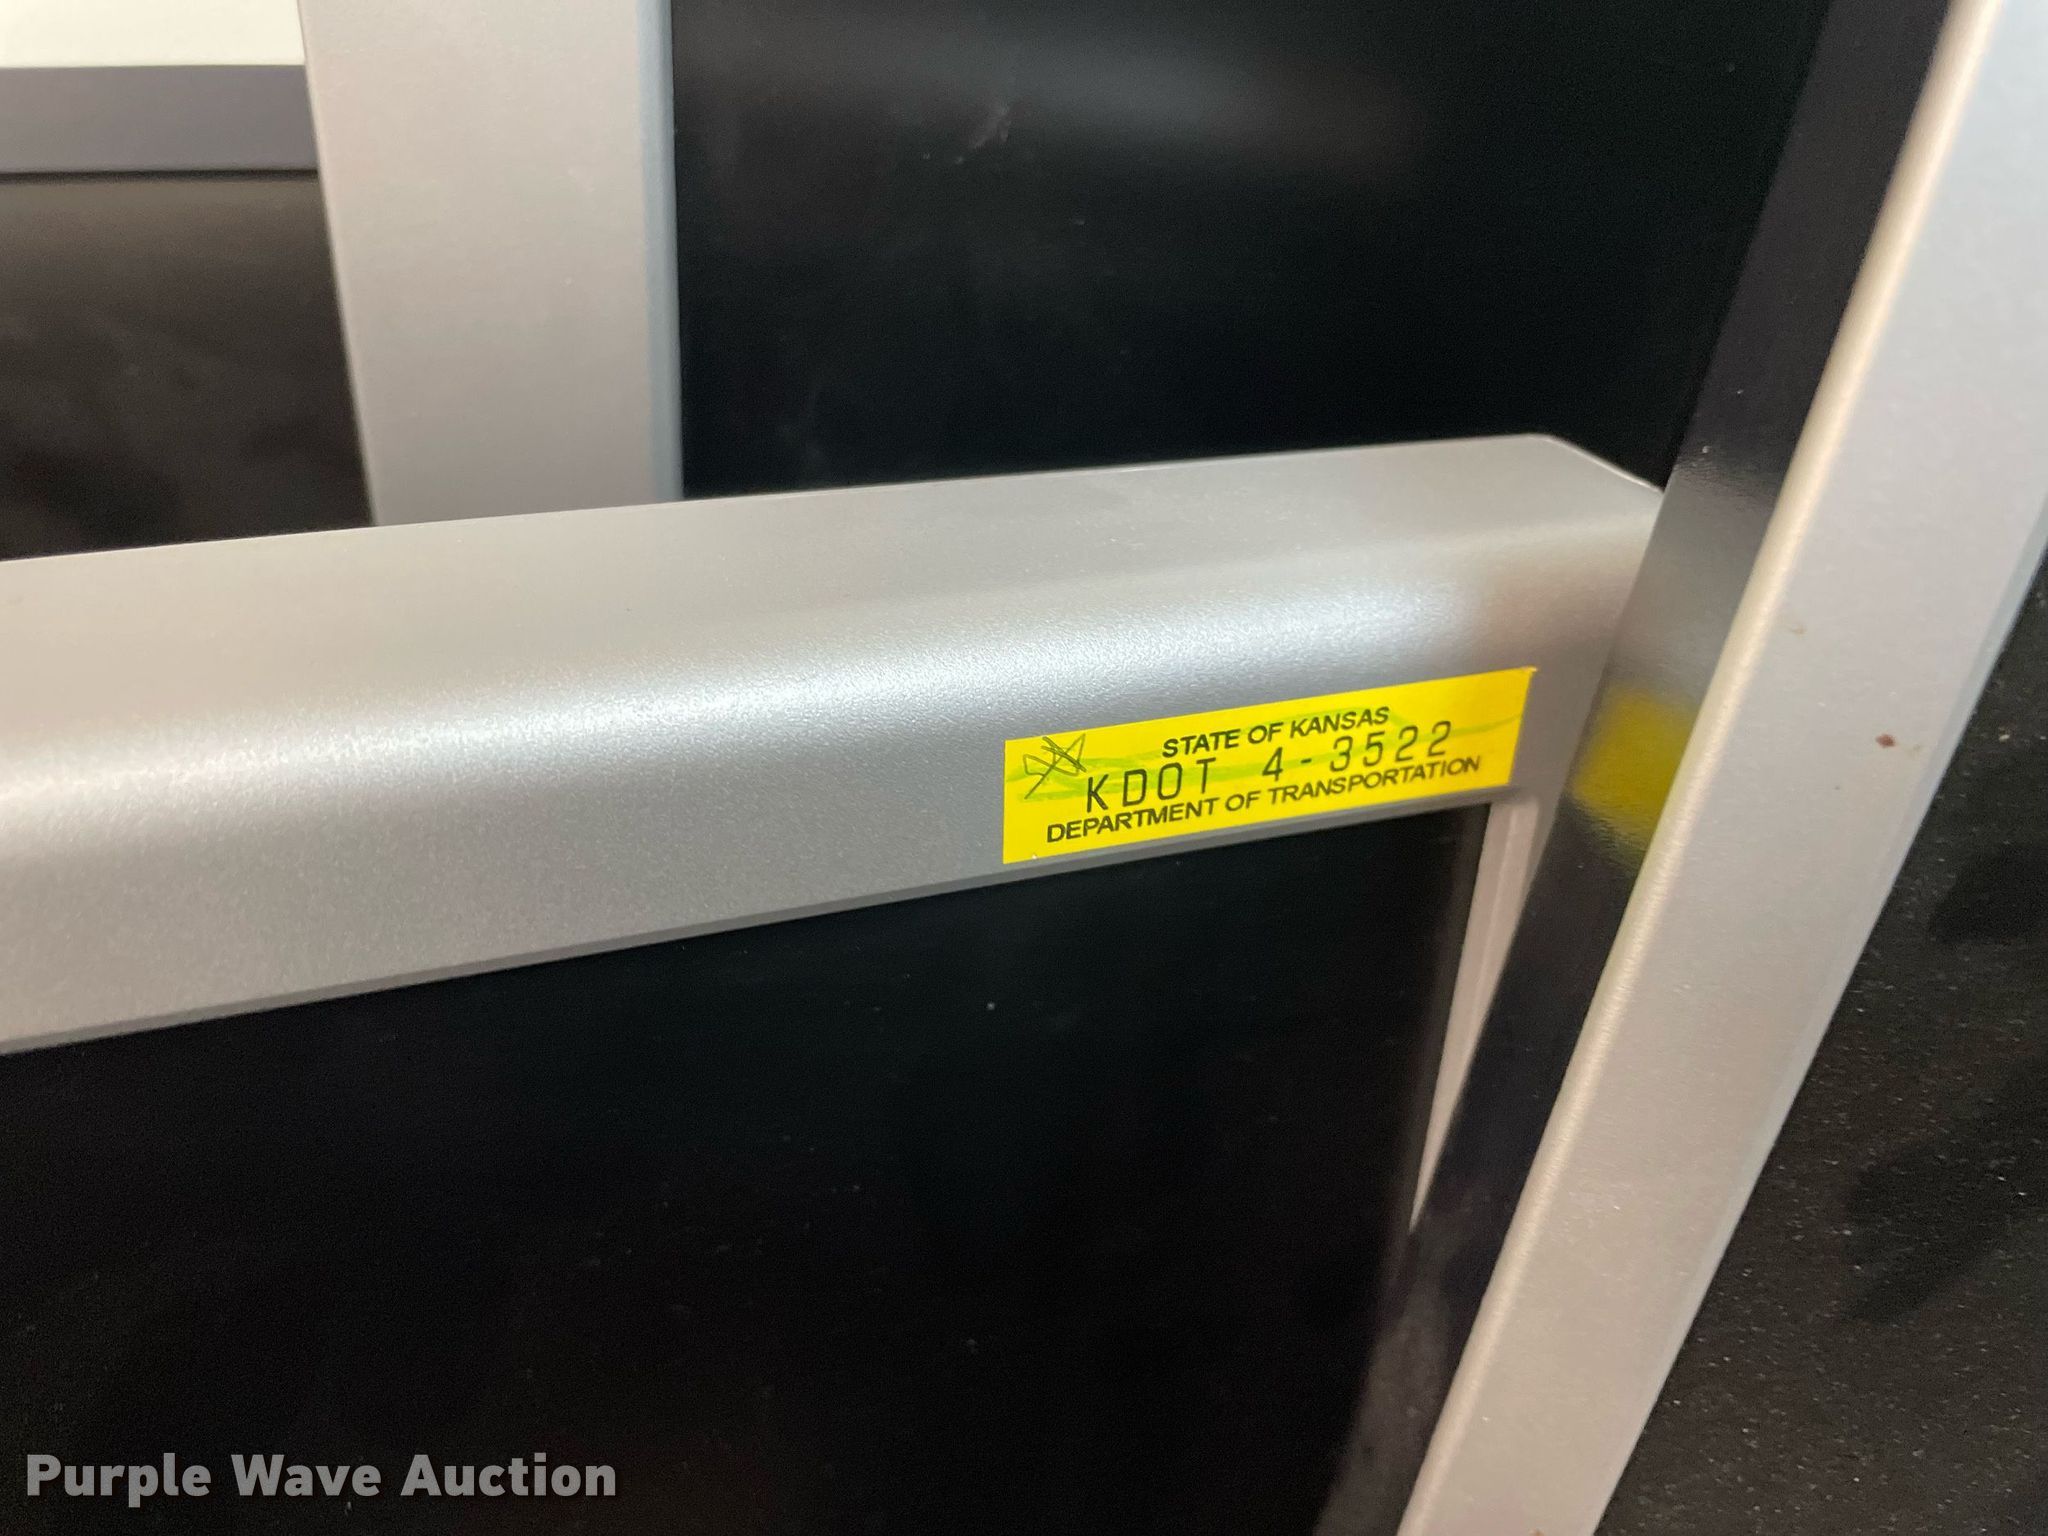 STATE OF KANSAS
KDOT 4-3522
DEPARTMENT OF TRANSPORTATION
Purple Wave Auction